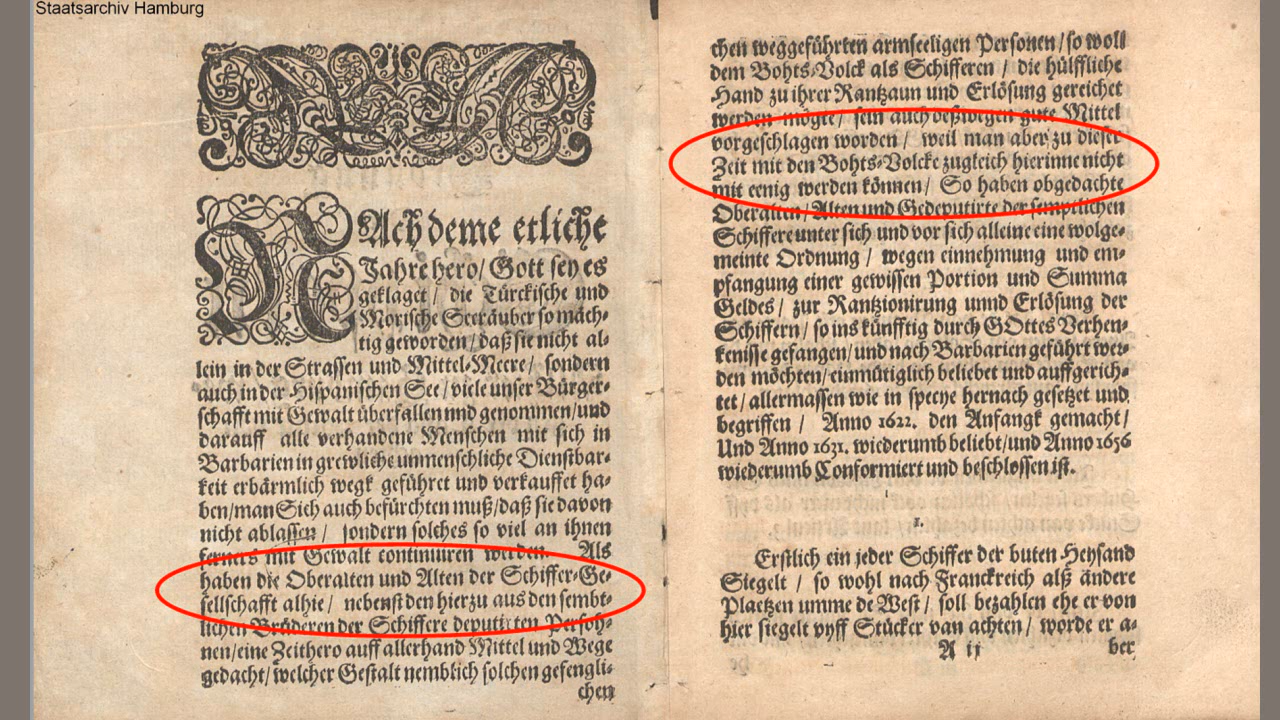 Staatsarchiv Hamburg
NAchdeme etliche
Jahre hero/ Gott sey es
geklaget/ die Türckische und
Morische Seeräuber so mäch-
tig geworden/ daß sie nicht al-
lein in der Strassen und Mittel-Meere/ sondern
auch in der Hispanischen See/ viele unser Bürger-
schafft mit Gewalt überfallen und genommen/ und
darauff alle verhandene Menschen mit sich in
Barbarien in grewliche unmenschliche Dienstbar-
keit erbärmlich wegk geführet und verkauffet ha-
ben/ man Sich auch befürchten muß/ daß sie davon
nicht ablassen/ sondern solches so viel an ihnen
ferners mit Gewalt continuiren werden. Als
haben die Oberalten und Alten der Schiffer-Ge-
sellschafft alhie/ nebenst den hierzu aus den sembt-
lichen Brüderen der Schiffere deputirten Persoh-
nen/ eine Zeithero auff allerhand Mittel und Wege
gedacht/ welcher Gestalt nemblich solchen gefengli-
chen
chen weggeführten armseeligen Personen/ so woll
dem Bohts-Volck als Schifferen/ die hülffliche
Hand zu ihrer Rantzaun und Erlösung gereichet
werden mögte/ sein auch deßwegen gute Mittel
vorgeschlagen worden/ weil man aber zu dieser
Zeit mit den Bohts-Volcke zugleich hierinne nicht
mit eenig werden können/ So haben obgedachte
Oberalten/ Alten und Gedeputirte der semptlichen
Schiffere unter sich und vor sich alleine eine wolge-
meinte Ordnung/ wegen einnehmung und em-
pfangung einer gewissen Portion und Summa
Geldes/ zur Rantzionirung unnd Erlösung der
Schiffern/ so ins künfftig durch GOttes Verhen-
kenisse gefangen/ und nach Barbarien geführt wer-
den möchten/ einmütiglich beliebet und auffgerich-
tet/ allermassen wie in specye hernach gesetzet und
begriffen/ Anno 1622. den Anfangk gemacht/
Und Anno 1631. wiederumb beliebt/ und Anno 1656
wiederumb Conformiert und beschlossen ist.
1.
Erstlich ein jeder Schiffer der buten Heysand
Siegelt/ so wohl nach Franckreich alß andere
Plaetzen umme de West/ soll bezahlen ehe er von
hier siegelt vyff Stücker van achten/ worde er a-
A ij ber